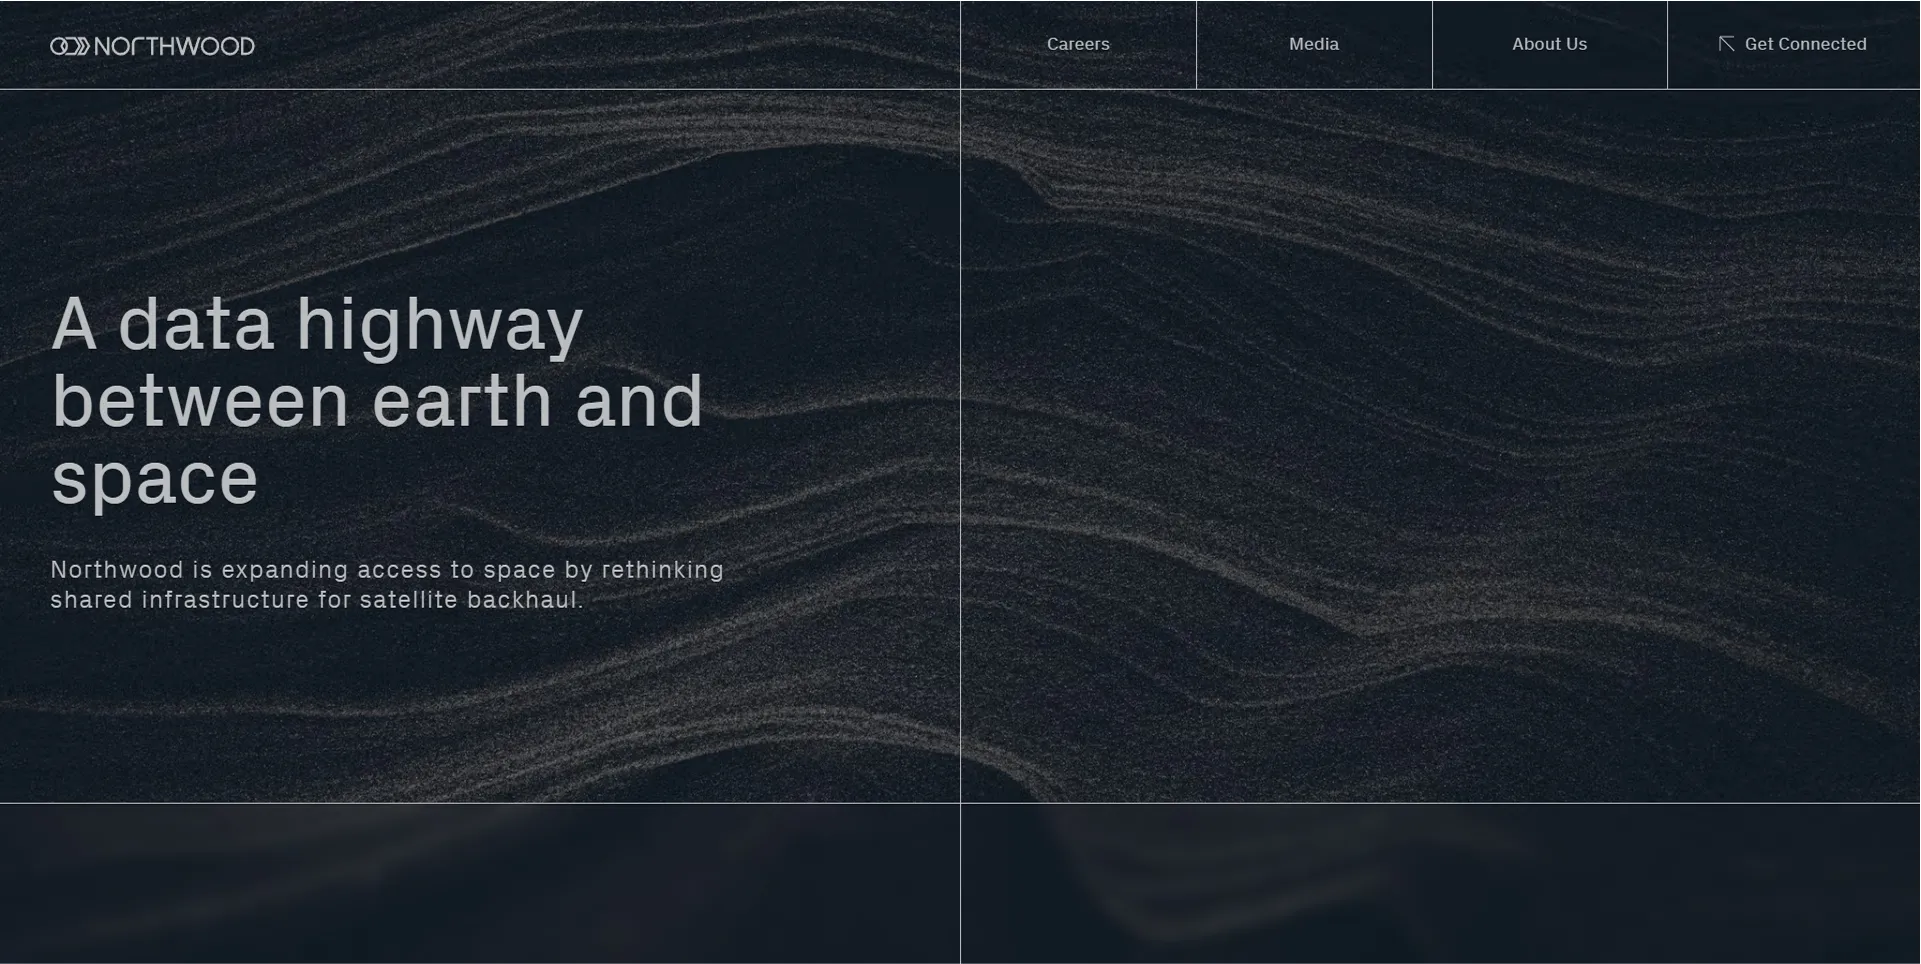 NORTHWOOD
Careers
Media
About Us
Get Connected
A data highway
between earth and
space
Northwood is expanding access to space by rethinking
shared infrastructure for satellite backhaul.